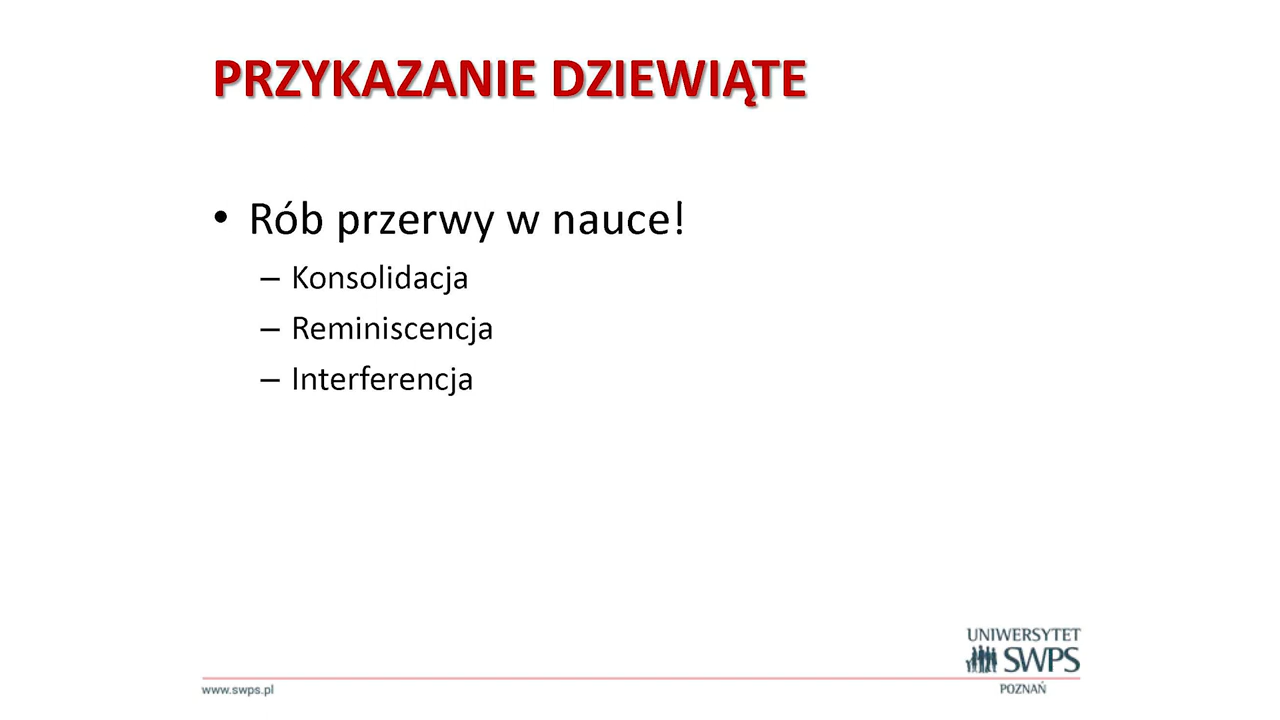 PRZYKAZANIE DZIEWIĄTE
• Rób przerwy w nauce!
– Konsolidacja
– Reminiscencja
– Interferencja
UNIWERSYTET
SWPS
www.swps.pl
POZNAŃ